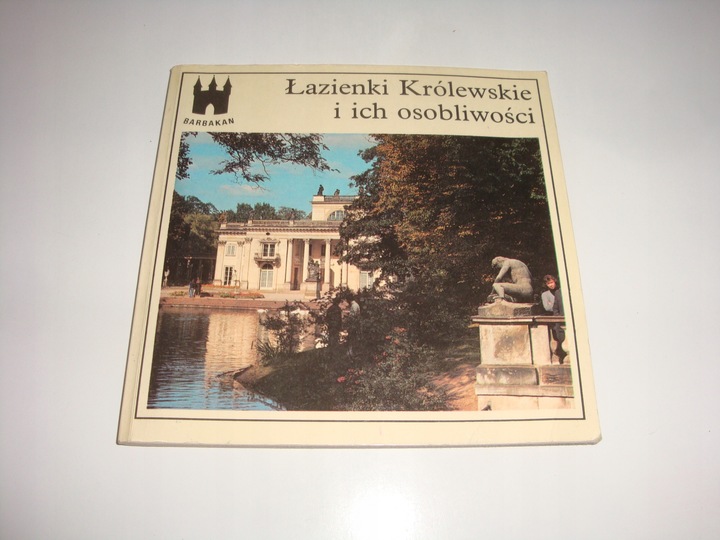 Łazienki Królewskie
i ich osobliwości
BARBAKAN